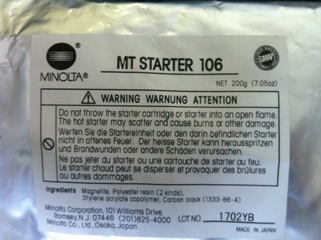 MT STARTER 106
MINOLTA®
NET 200g (7.05oz)
WARNING WARNUNG ATTENTION
Do not throw the starter cartridge or starter into an open flame.
The hot starter may scatter and cause burns or other damage.
Werfen Sie die Startereinheit oder den darin befindlichen Starter
nicht in offenes Feuer. Der heisse Starter kann herausspritzen
und Brandwunden oder andere Schaden verursachen.
Ne pas jeter du starter ou une cartouche de starter au feu.
Le starter chaud peut se disperser et provoquer des brûlures
ou autres dommages.
Ingredients Magnetite, Polyester resin (2 kinds),
Styrene acrylate copolymer, Carbon black (1333-86-4)
Minolta Corporation, 101 Williams Drive,
Ramsey, N.J. 07446 (201)825-4000
Minolta Co., Ltd., Osaka, Japan
LOT NO. 1702YB
MADE IN JAPAN